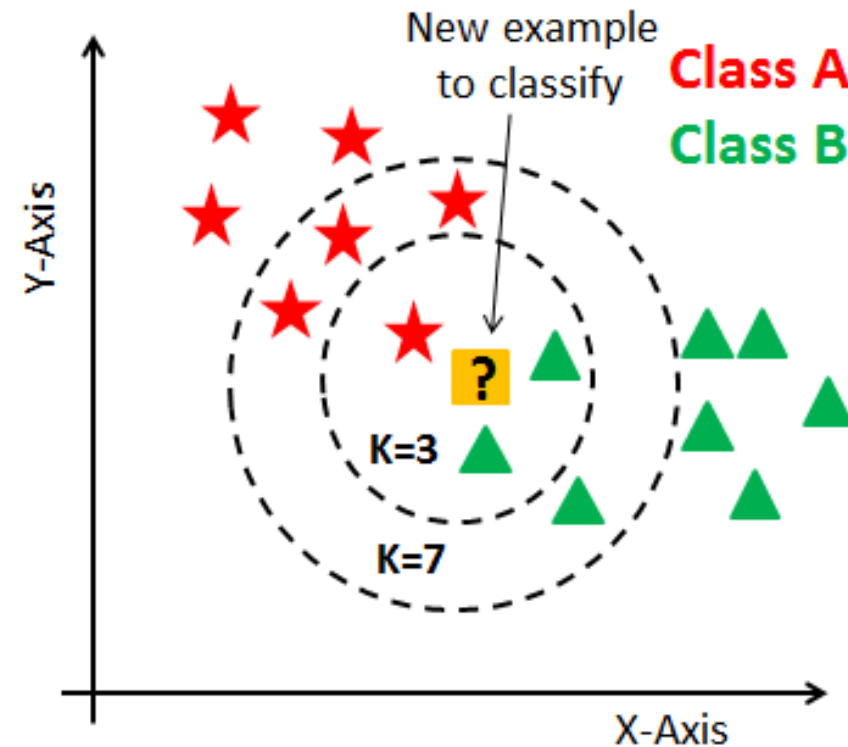 New example
to classify
Class A
Class B
Y-Axis
?
K=3
K=7
X-Axis